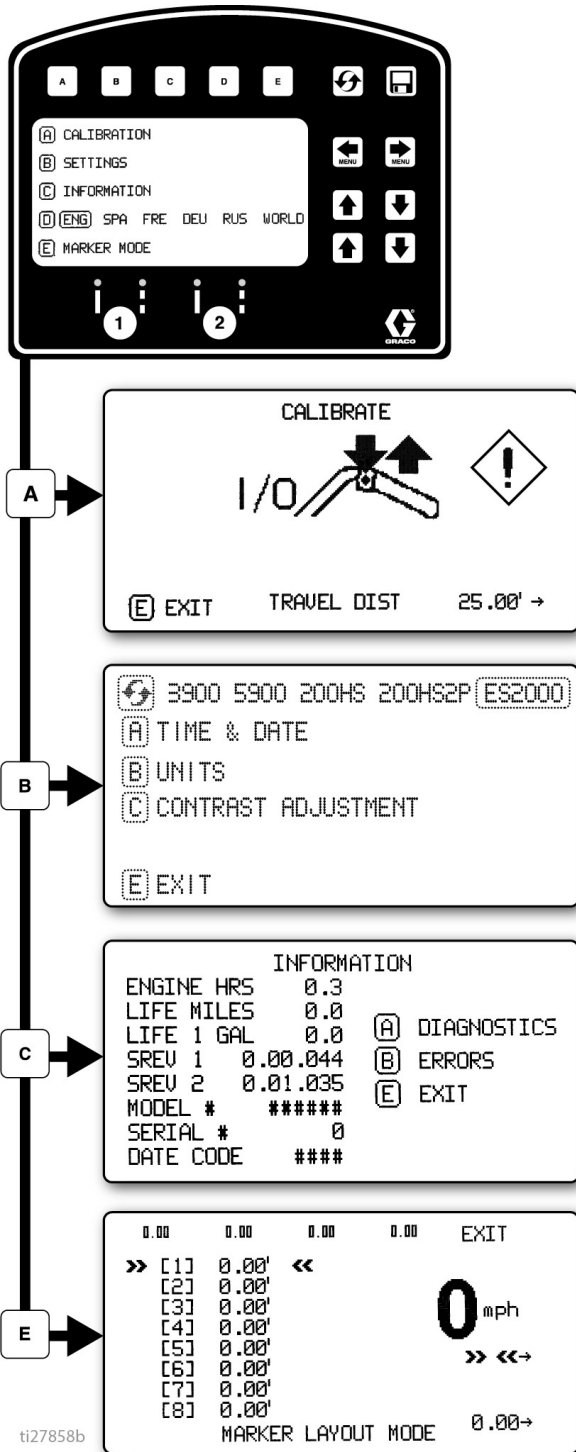 A B C D E
A CALIBRATION
B SETTINGS
MENU MENU
C INFORMATION
D ENG SPA FRE DEU RUS WORLD
E MARKER MODE
1 2
GRACO
A
CALIBRATE
I/O !
E EXIT TRAVEL DIST 25.00' →
B
3900 5900 200HS 200HS2P ES2000
A TIME & DATE
B UNITS
C CONTRAST ADJUSTMENT
E EXIT
C
INFORMATION
ENGINE HRS 0.3
LIFE MILES 0.0
LIFE 1 GAL 0.0
SREV 1 0.00.044
SREV 2 0.01.035
MODEL # ######
SERIAL # 0
DATE CODE ####
A DIAGNOSTICS
B ERRORS
E EXIT
E
0.00 0.00 0.00 0.00 EXIT
>> [1] 0.00' <<
[2] 0.00'
[3] 0.00'
[4] 0.00'
[5] 0.00'
[6] 0.00'
[7] 0.00'
[8] 0.00'
0 mph
>> <<→
MARKER LAYOUT MODE 0.00→
ti27858b